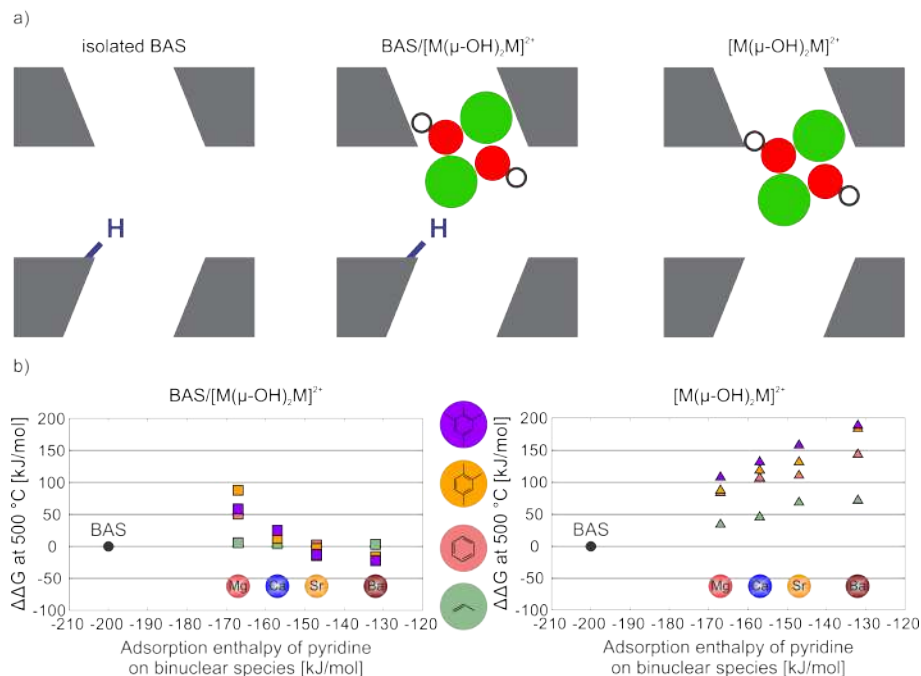 a)
isolated BAS
BAS/[M(μ-OH)₂M]²⁺
[M(μ-OH)₂M]²⁺
H
H
b)
BAS/[M(μ-OH)₂M]²⁺
ΔΔG at 500 °C [kJ/mol]
200
150
100
50
0
-50
-100
BAS
Mg
Ca
Sr
Ba
-210 -200 -190 -180 -170 -160 -150 -140 -130 -120
Adsorption enthalpy of pyridine
on binuclear species [kJ/mol]
[M(μ-OH)₂M]²⁺
ΔΔG at 500 °C [kJ/mol]
200
150
100
50
0
-50
-100
BAS
Mg
Ca
Sr
Ba
-210 -200 -190 -180 -170 -160 -150 -140 -130 -120
Adsorption enthalpy of pyridine
on binuclear species [kJ/mol]